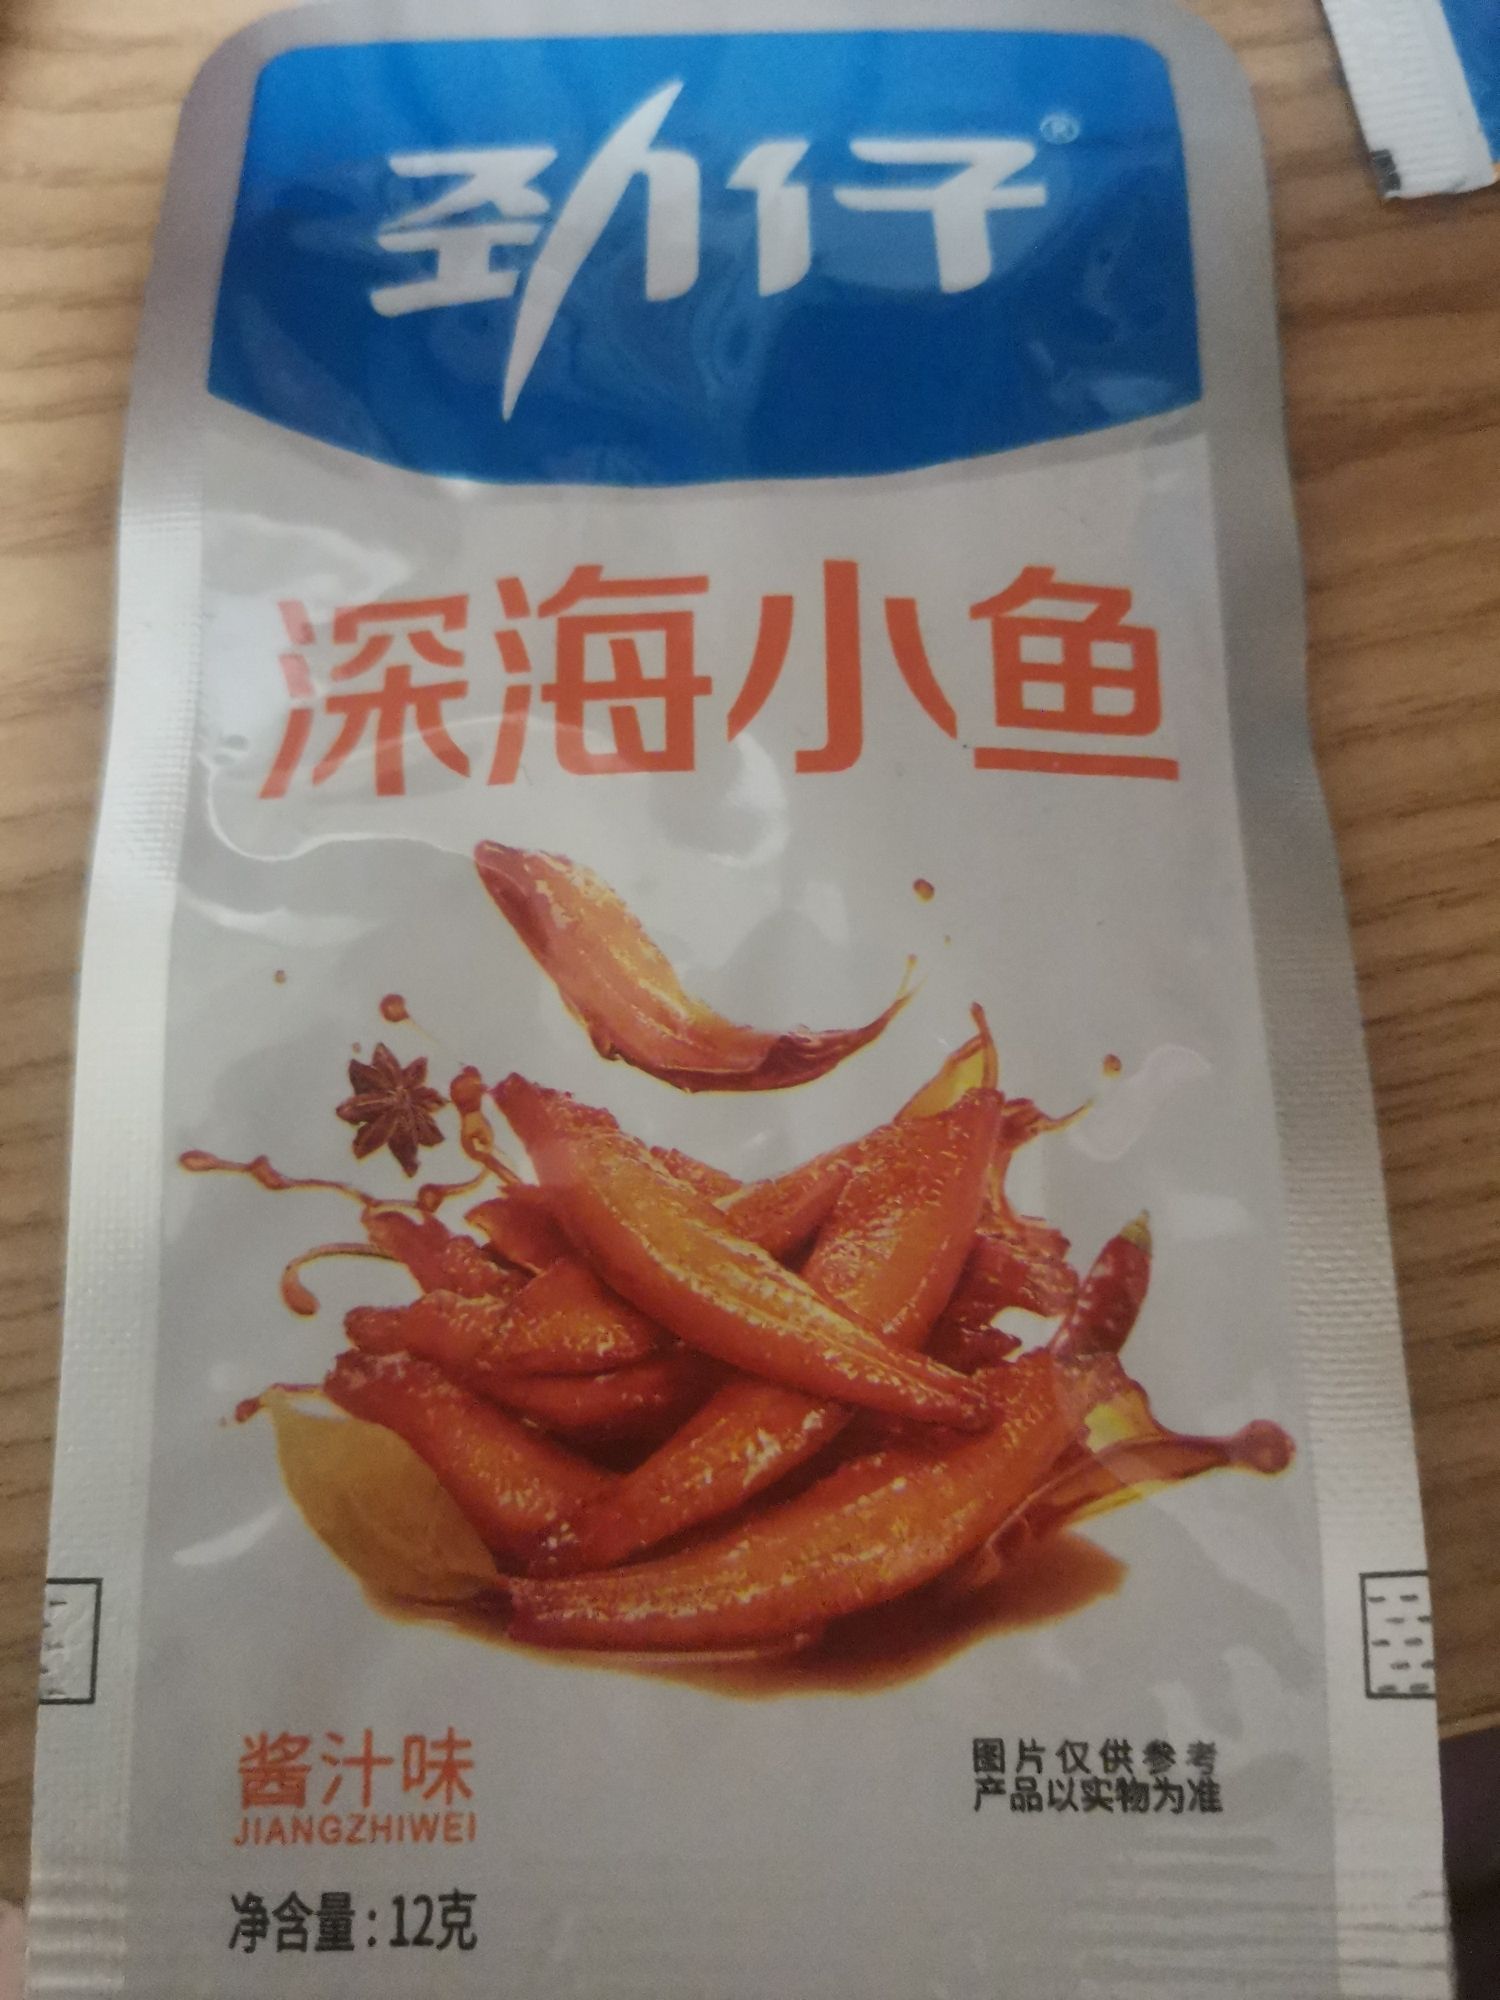 劲仔®
深海小鱼
酱汁味
JIANGZHIWEI
图片仅供参考
产品以实物为准
净含量：12克